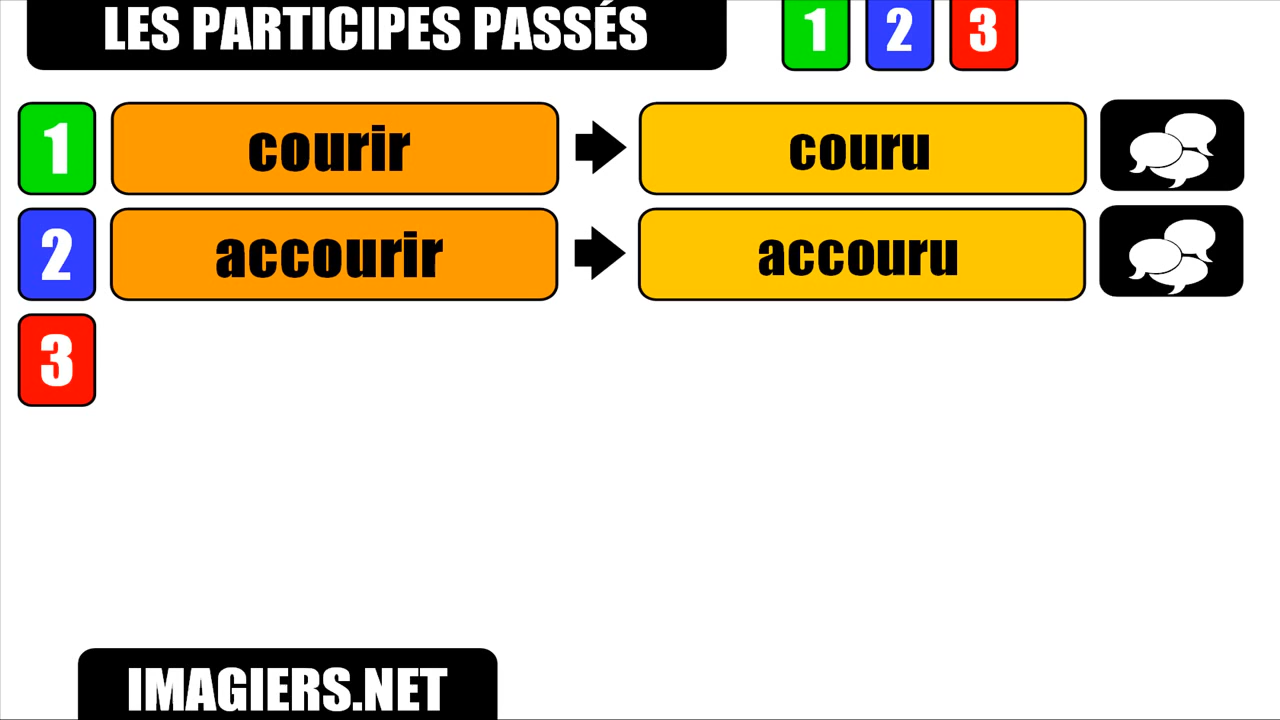 LES PARTICIPES PASSÉS 1 2 3
1 courir couru
2 accourir accouru
3
IMAGIERS.NET